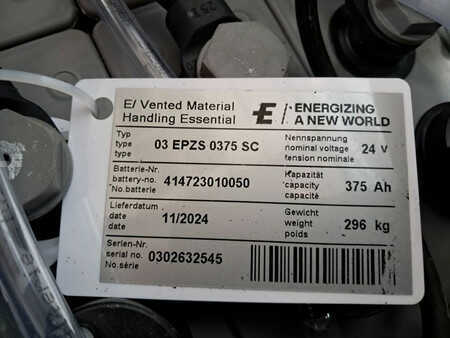 E/ Vented Material
Handling Essential
E/ ENERGIZING
A NEW WORLD
Typ
type
type
03 EPZS 0375 SC
Nennspannung
nominal voltage
tension nominale
24 V
Batterie-Nr.
battery-no.
No.batterie
414723010050
Kapazität
capacity
capacité
375 Ah
Lieferdatum
date
date
11/2024
Gewicht
weight
poids
296 kg
Serien-Nr.
serial no.
No.série
0302632545